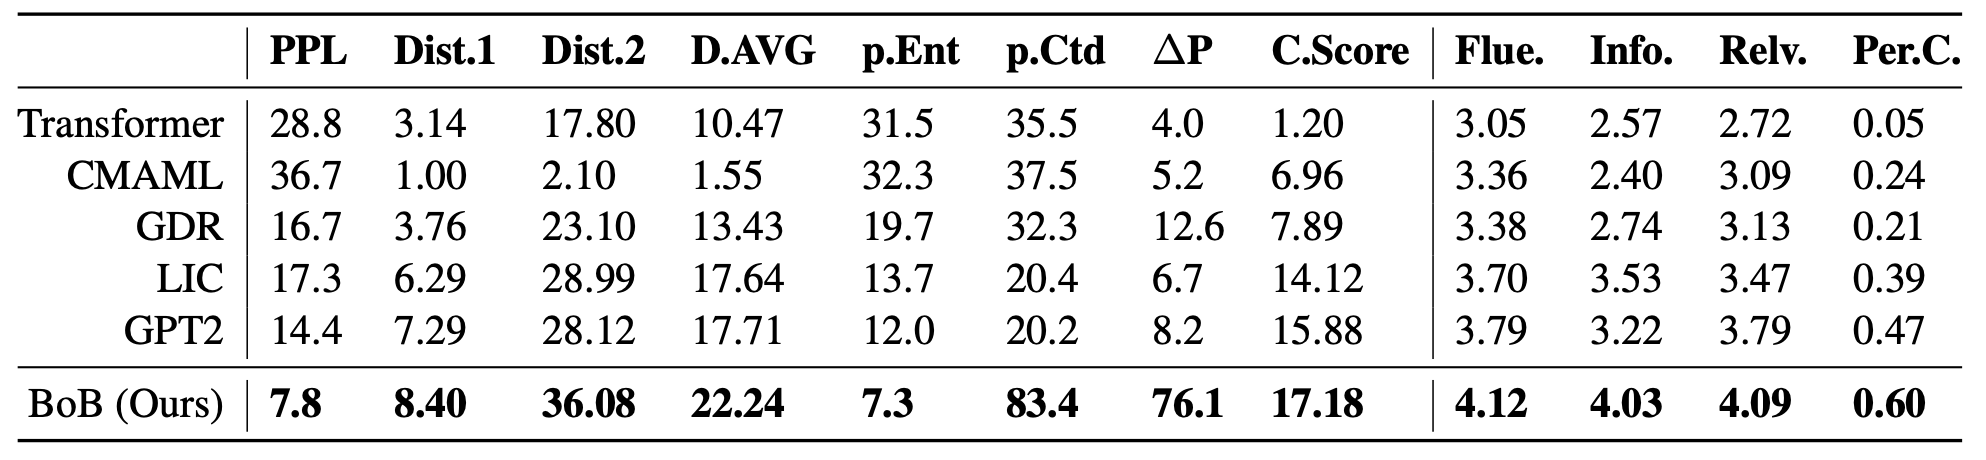 PPL Dist.1 Dist.2 D.AVG p.Ent p.Ctd △P C.Score Flue. Info. Relv. Per.C.
Transformer 28.8 3.14 17.80 10.47 31.5 35.5 4.0 1.20 3.05 2.57 2.72 0.05
CMAML 36.7 1.00 2.10 1.55 32.3 37.5 5.2 6.96 3.36 2.40 3.09 0.24
GDR 16.7 3.76 23.10 13.43 19.7 32.3 12.6 7.89 3.38 2.74 3.13 0.21
LIC 17.3 6.29 28.99 17.64 13.7 20.4 6.7 14.12 3.70 3.53 3.47 0.39
GPT2 14.4 7.29 28.12 17.71 12.0 20.2 8.2 15.88 3.79 3.22 3.79 0.47
BoB (Ours) 7.8 8.40 36.08 22.24 7.3 83.4 76.1 17.18 4.12 4.03 4.09 0.60